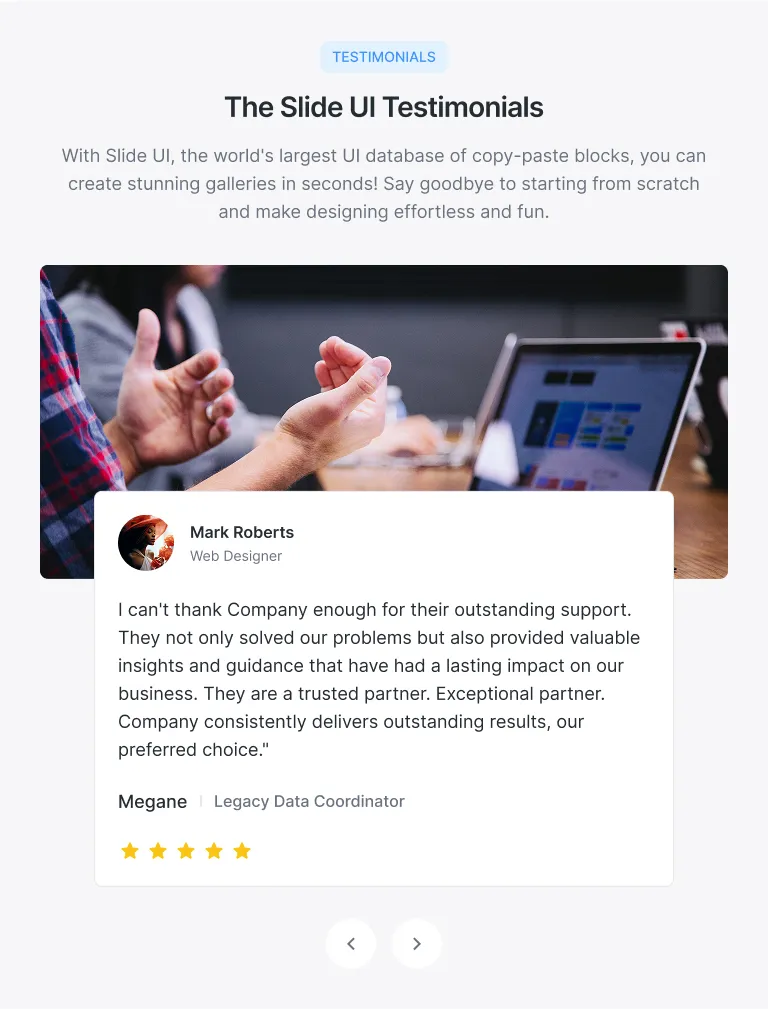 TESTIMONIALS
The Slide UI Testimonials
With Slide UI, the world's largest UI database of copy-paste blocks, you can
create stunning galleries in seconds! Say goodbye to starting from scratch
and make designing effortless and fun.
Mark Roberts
Web Designer
I can't thank Company enough for their outstanding support.
They not only solved our problems but also provided valuable
insights and guidance that have had a lasting impact on our
business. They are a trusted partner. Exceptional partner.
Company consistently delivers outstanding results, our
preferred choice."
Megane | Legacy Data Coordinator